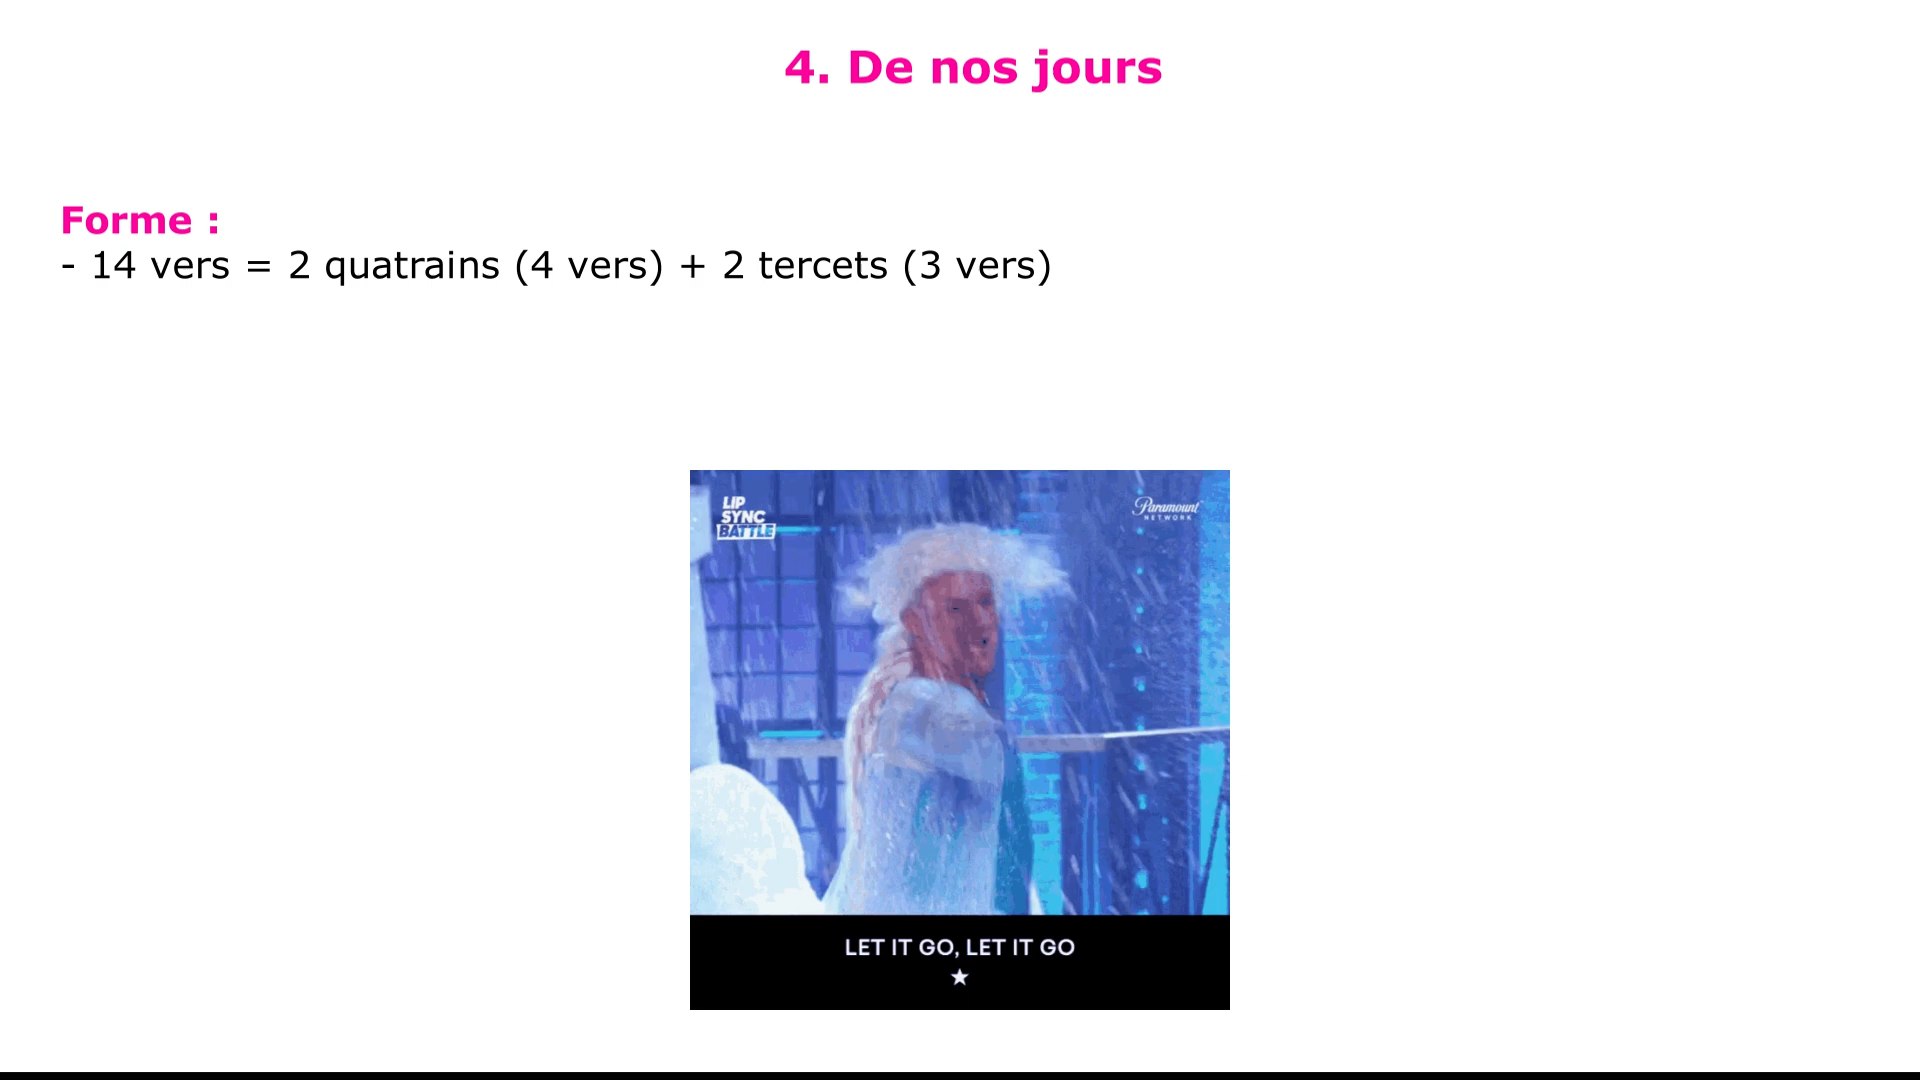 4. De nos jours
Forme :
- 14 vers = 2 quatrains (4 vers) + 2 tercets (3 vers)
LIP
SYNC
BATTLE
Paramount
NETWORK
LET IT GO, LET IT GO